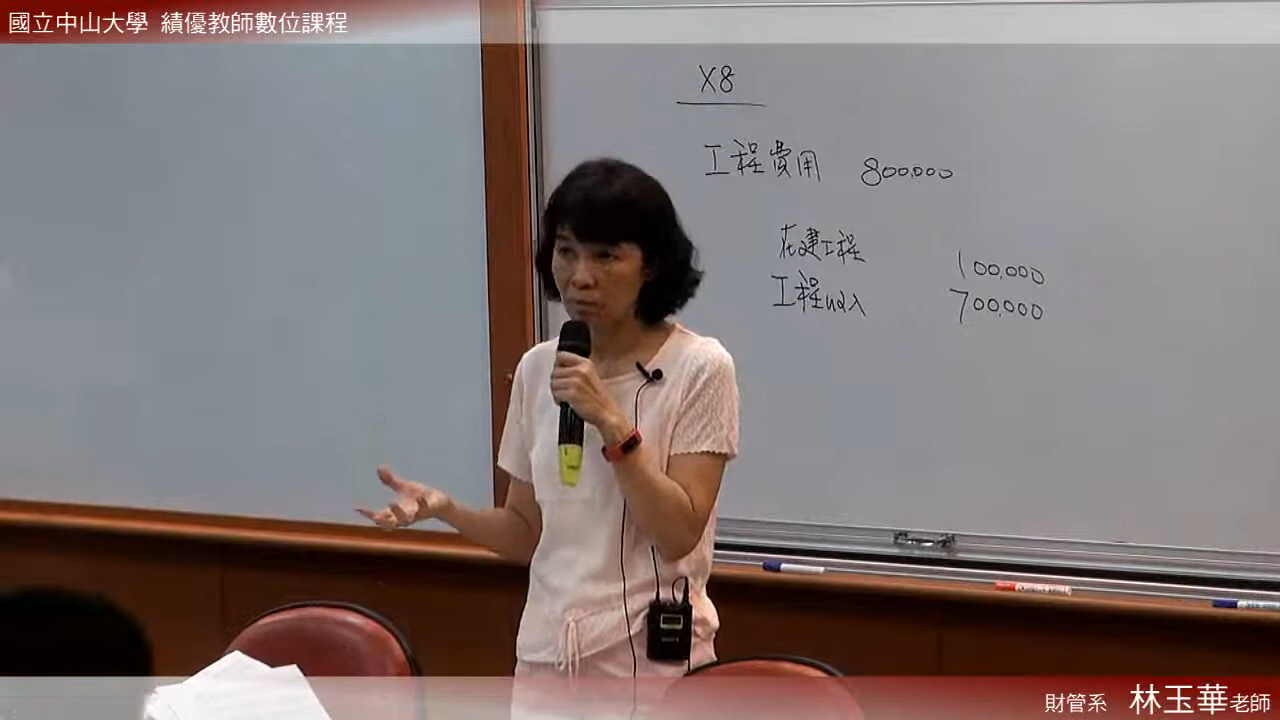 國立中山大學 績優教師數位課程
X8
工程費用 800,000
在建工程 100,000
工程收入 700,000
財管系 林玉華老師